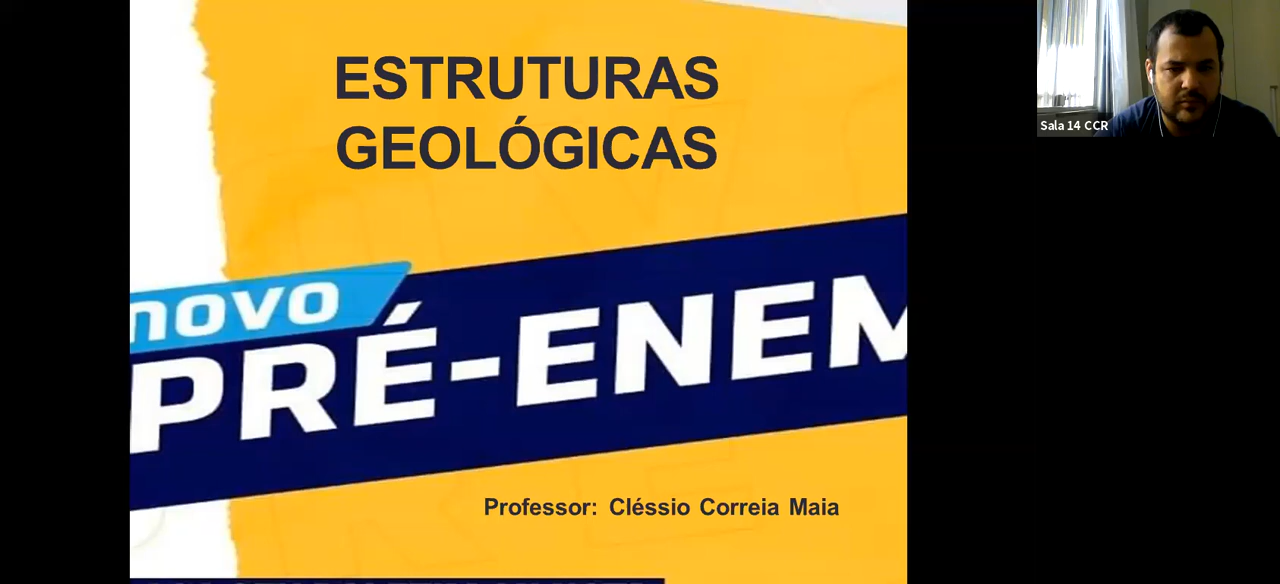 ESTRUTURAS
GEOLÓGICAS
novo
PRÉ-ENEM
Professor: Cléssio Correia Maia
Sala 14 CCR